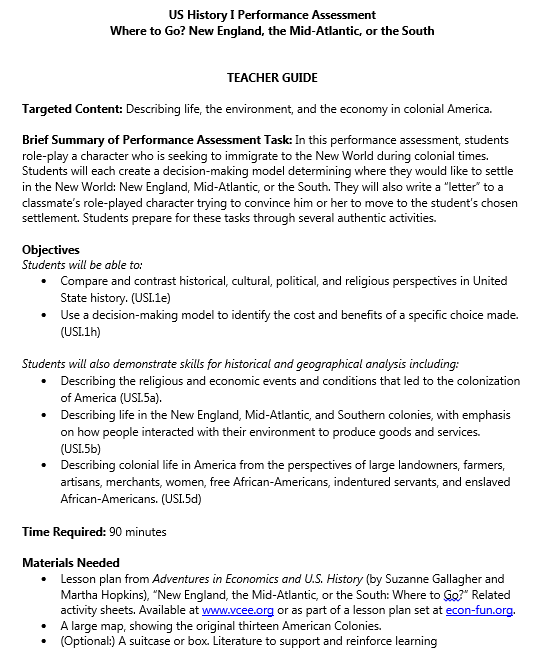 US History I Performance Assessment
Where to Go? New England, the Mid-Atlantic, or the South
TEACHER GUIDE
Targeted Content: Describing life, the environment, and the economy in colonial America.
Brief Summary of Performance Assessment Task: In this performance assessment, students
role-play a character who is seeking to immigrate to the New World during colonial times.
Students will each create a decision-making model determining where they would like to settle
in the New World: New England, Mid-Atlantic, or the South. They will also write a "letter" to a
classmate's role-played character trying to convince him or her to move to the student's chosen
settlement. Students prepare for these tasks through several authentic activities.
Objectives
Students will be able to:
• Compare and contrast historical, cultural, political, and religious perspectives in United
State history. (USI.1e)
• Use a decision-making model to identify the cost and benefits of a specific choice made.
(USI.1h)
Students will also demonstrate skills for historical and geographical analysis including:
• Describing the religious and economic events and conditions that led to the colonization
of America (USI.5a).
• Describing life in the New England, Mid-Atlantic, and Southern colonies, with emphasis
on how people interacted with their environment to produce goods and services.
(USI.5b)
• Describing colonial life in America from the perspectives of large landowners, farmers,
artisans, merchants, women, free African-Americans, indentured servants, and enslaved
African-Americans. (USI.5d)
Time Required: 90 minutes
Materials Needed
• Lesson plan from Adventures in Economics and U.S. History (by Suzanne Gallagher and
Martha Hopkins), "New England, the Mid-Atlantic, or the South: Where to Go?" Related
activity sheets. Available at www.vcee.org or as part of a lesson plan set at econ-fun.org.
• A large map, showing the original thirteen American Colonies.
• (Optional:) A suitcase or box. Literature to support and reinforce learning